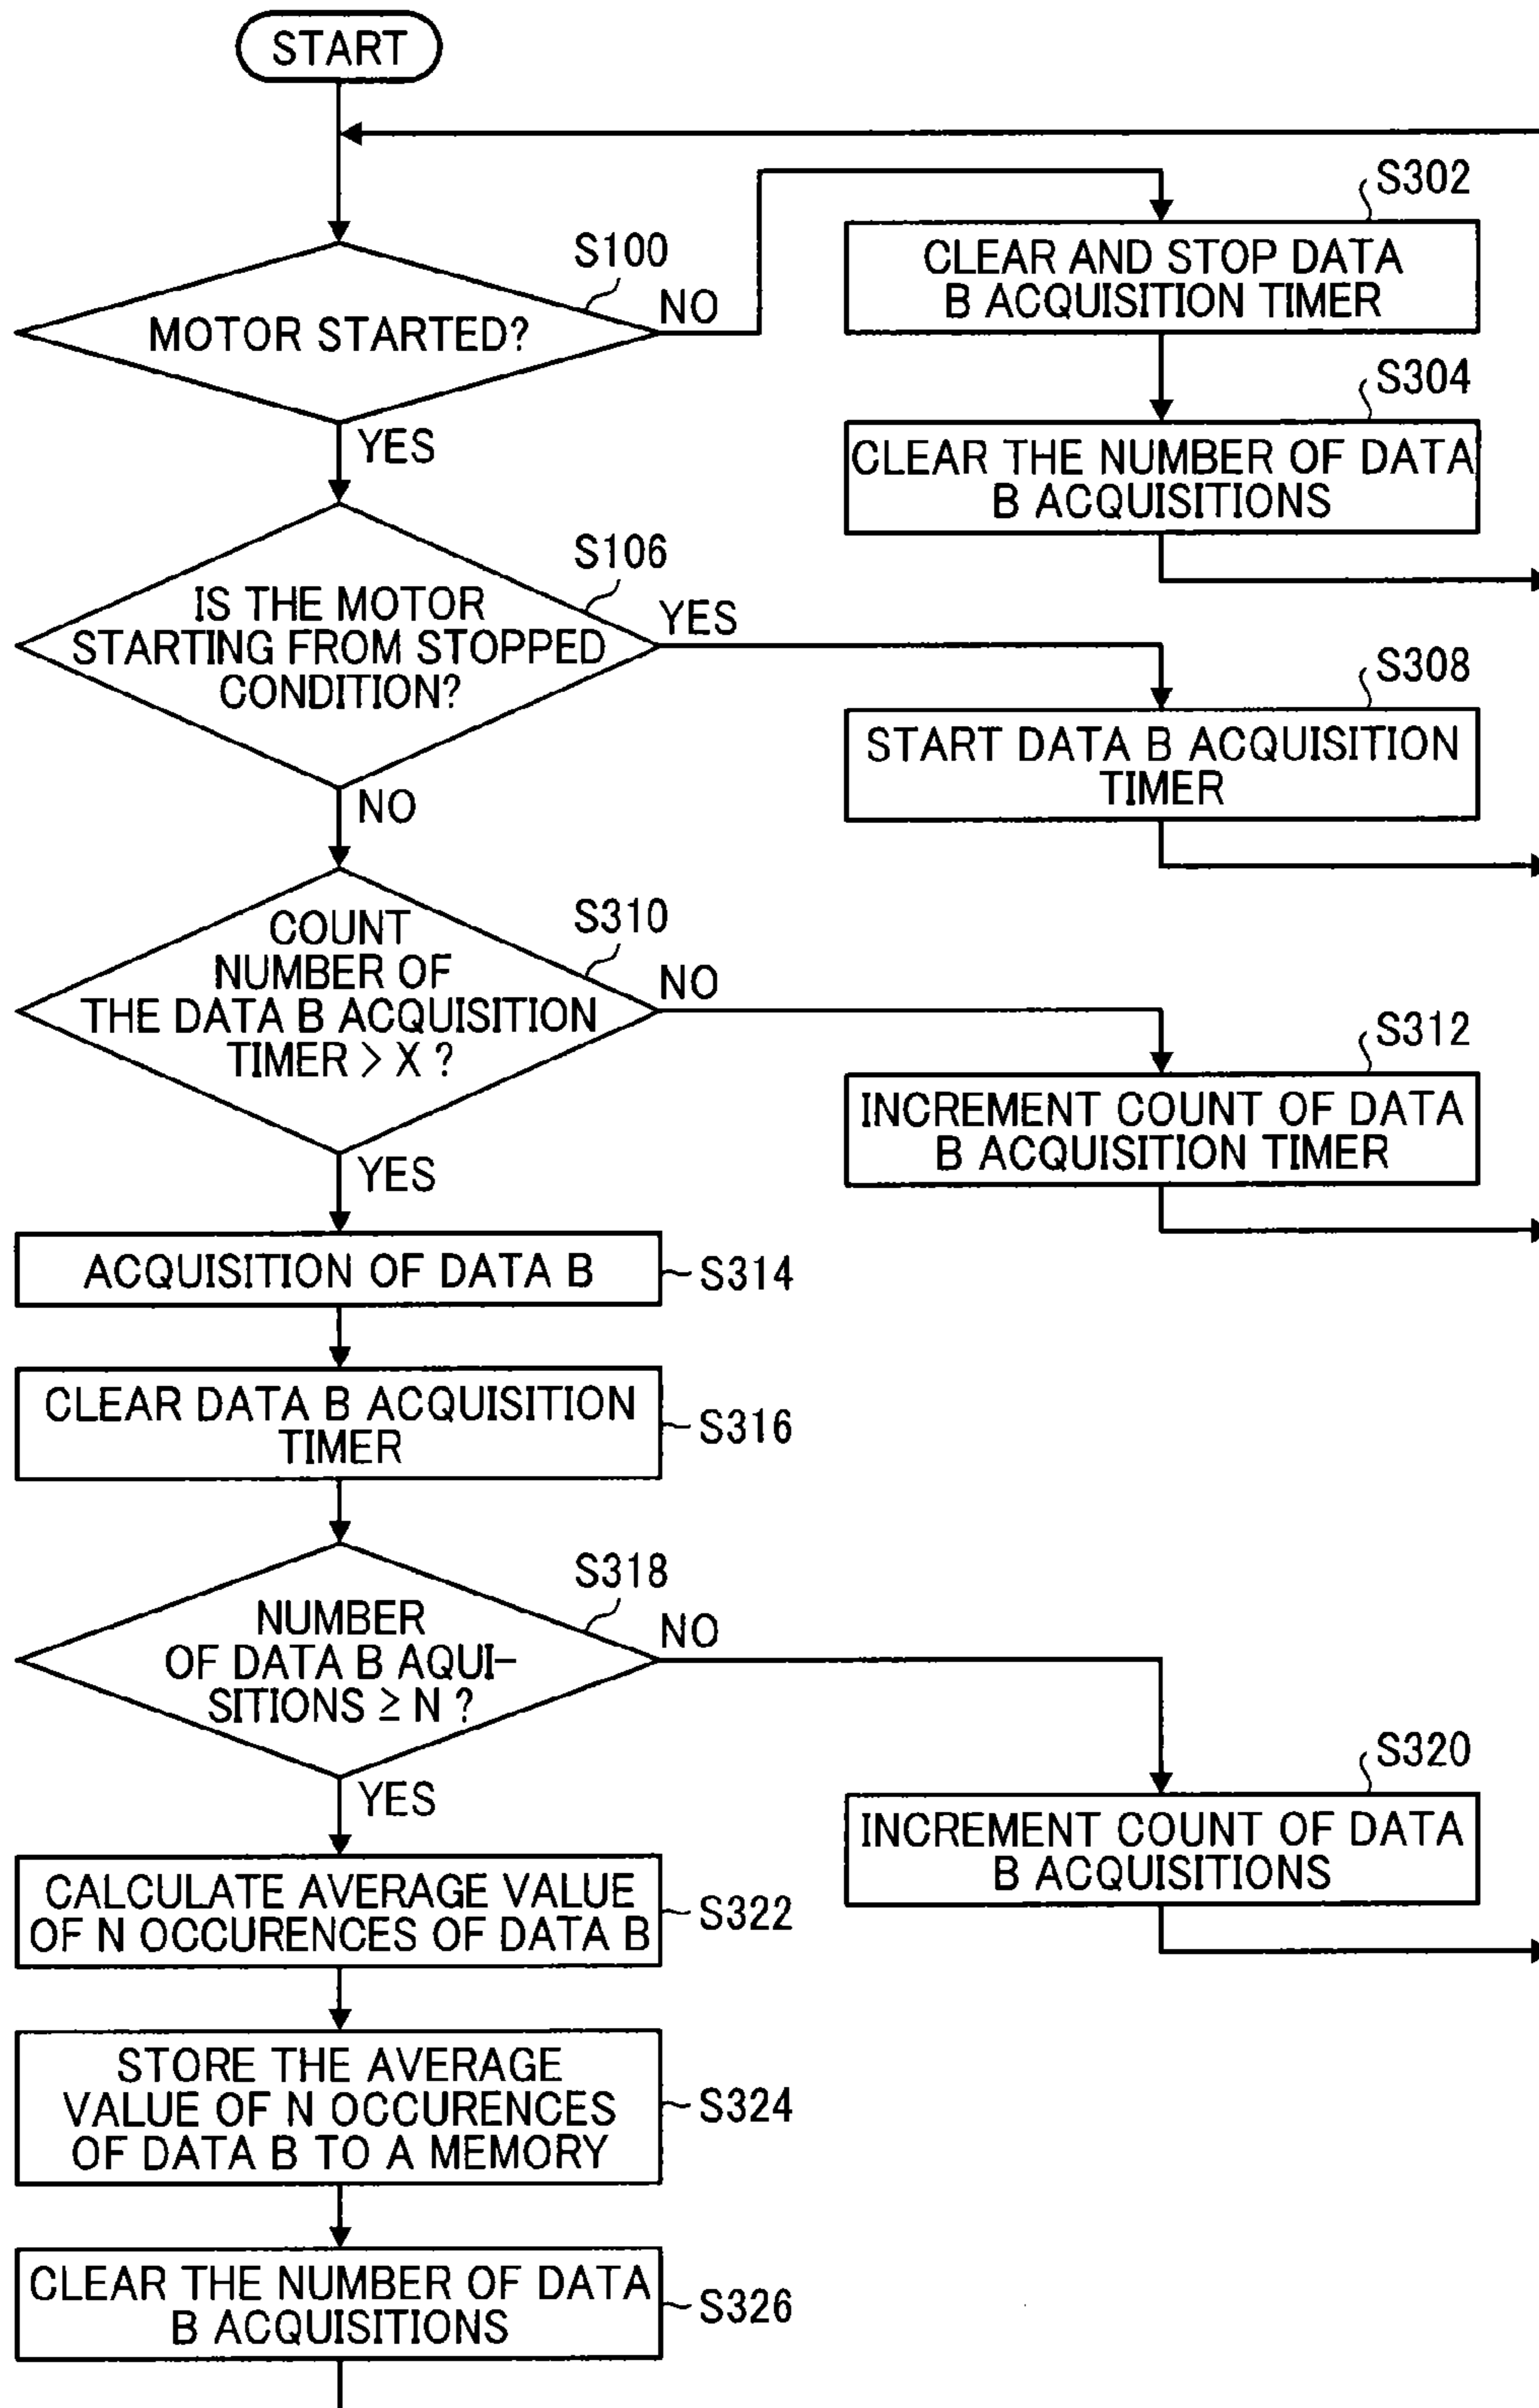 START
S302
CLEAR AND STOP DATA
B ACQUISITION TIMER
S100
MOTOR STARTED?
NO
YES
S304
CLEAR THE NUMBER OF DATA
B ACQUISITIONS
S106
IS THE MOTOR
STARTING FROM STOPPED
CONDITION?
YES
NO
S308
START DATA B ACQUISITION
TIMER
S310
COUNT
NUMBER OF
THE DATA B ACQUISITION
TIMER > X ?
NO
YES
S312
INCREMENT COUNT OF DATA
B ACQUISITION TIMER
ACQUISITION OF DATA B
S314
CLEAR DATA B ACQUISITION
TIMER
S316
S318
NUMBER
OF DATA B AQUI-
SITIONS ≥ N ?
NO
YES
S320
INCREMENT COUNT OF DATA
B ACQUISITIONS
CALCULATE AVERAGE VALUE
OF N OCCURENCES OF DATA B
S322
STORE THE AVERAGE
VALUE OF N OCCURENCES
OF DATA B TO A MEMORY
S324
CLEAR THE NUMBER OF DATA
B ACQUISITIONS
S326